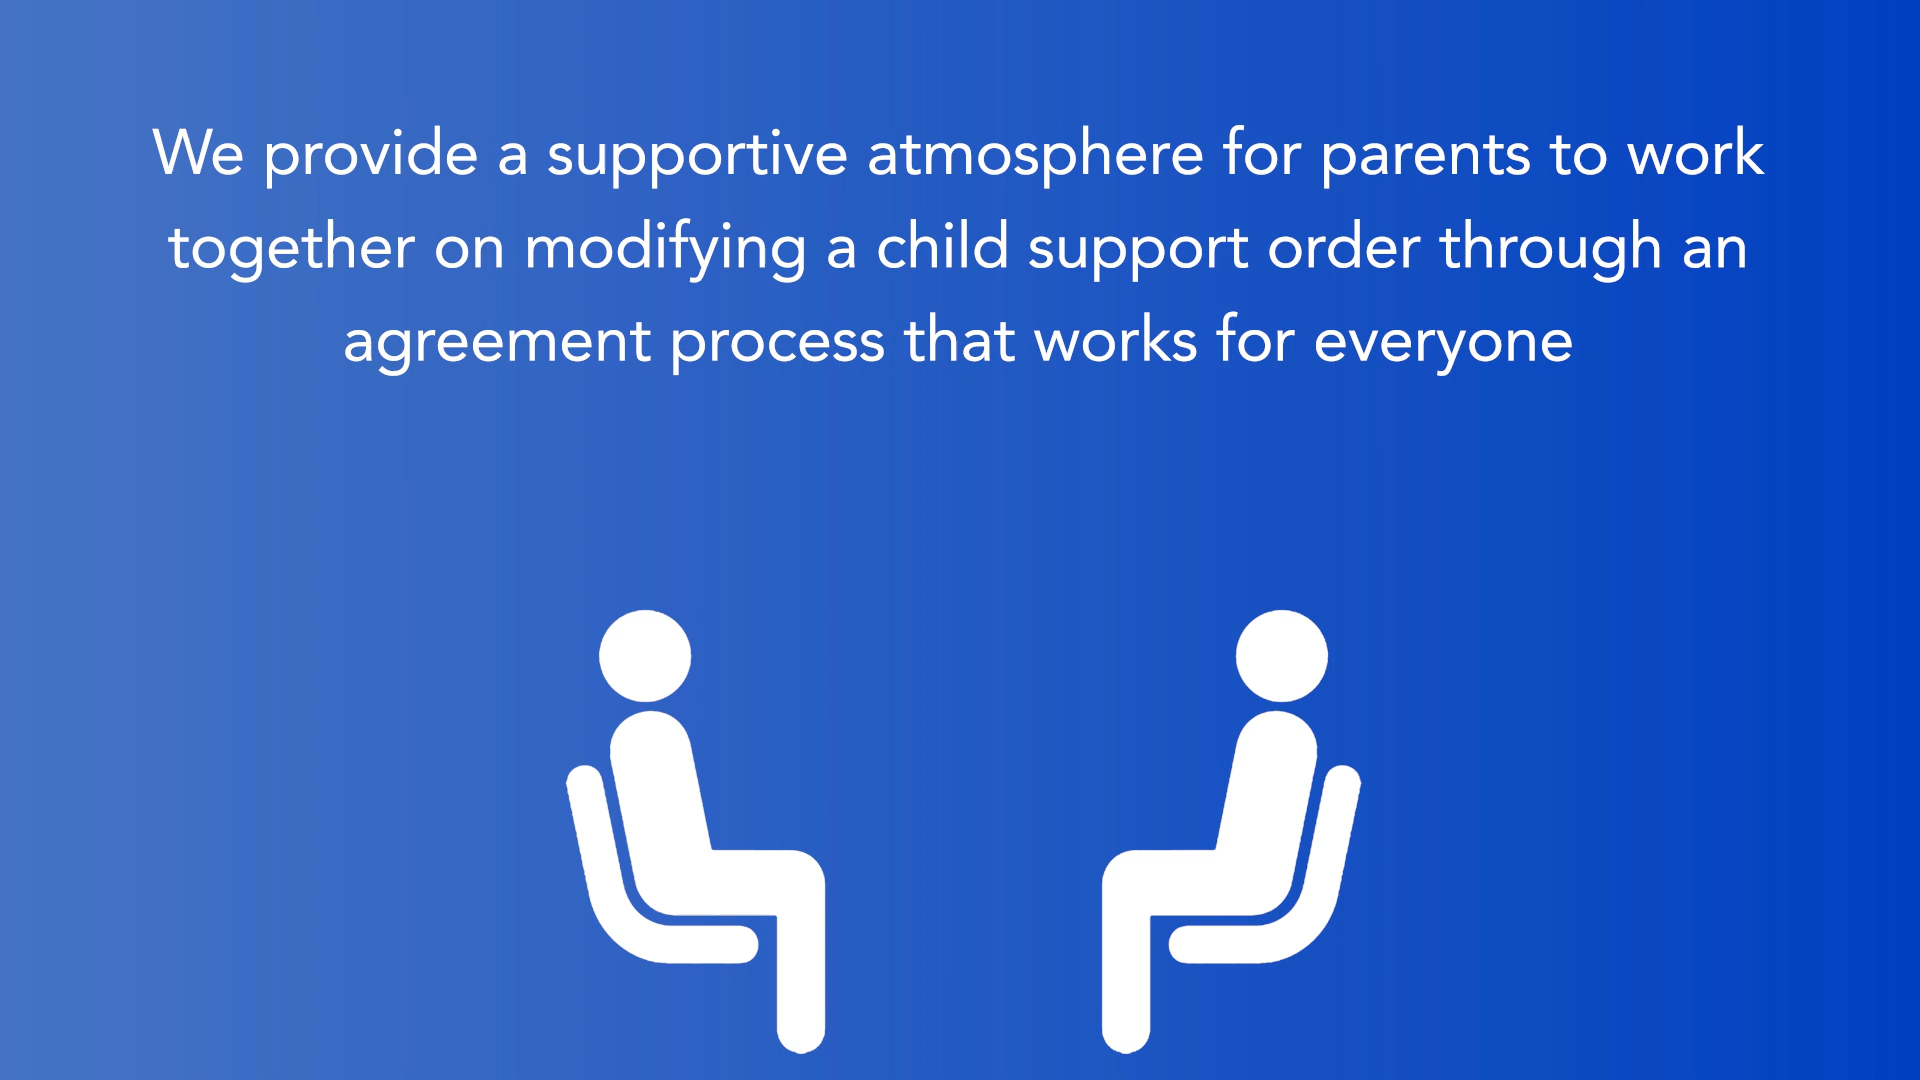 We provide a supportive atmosphere for parents to work
together on modifying a child support order through an
agreement process that works for everyone